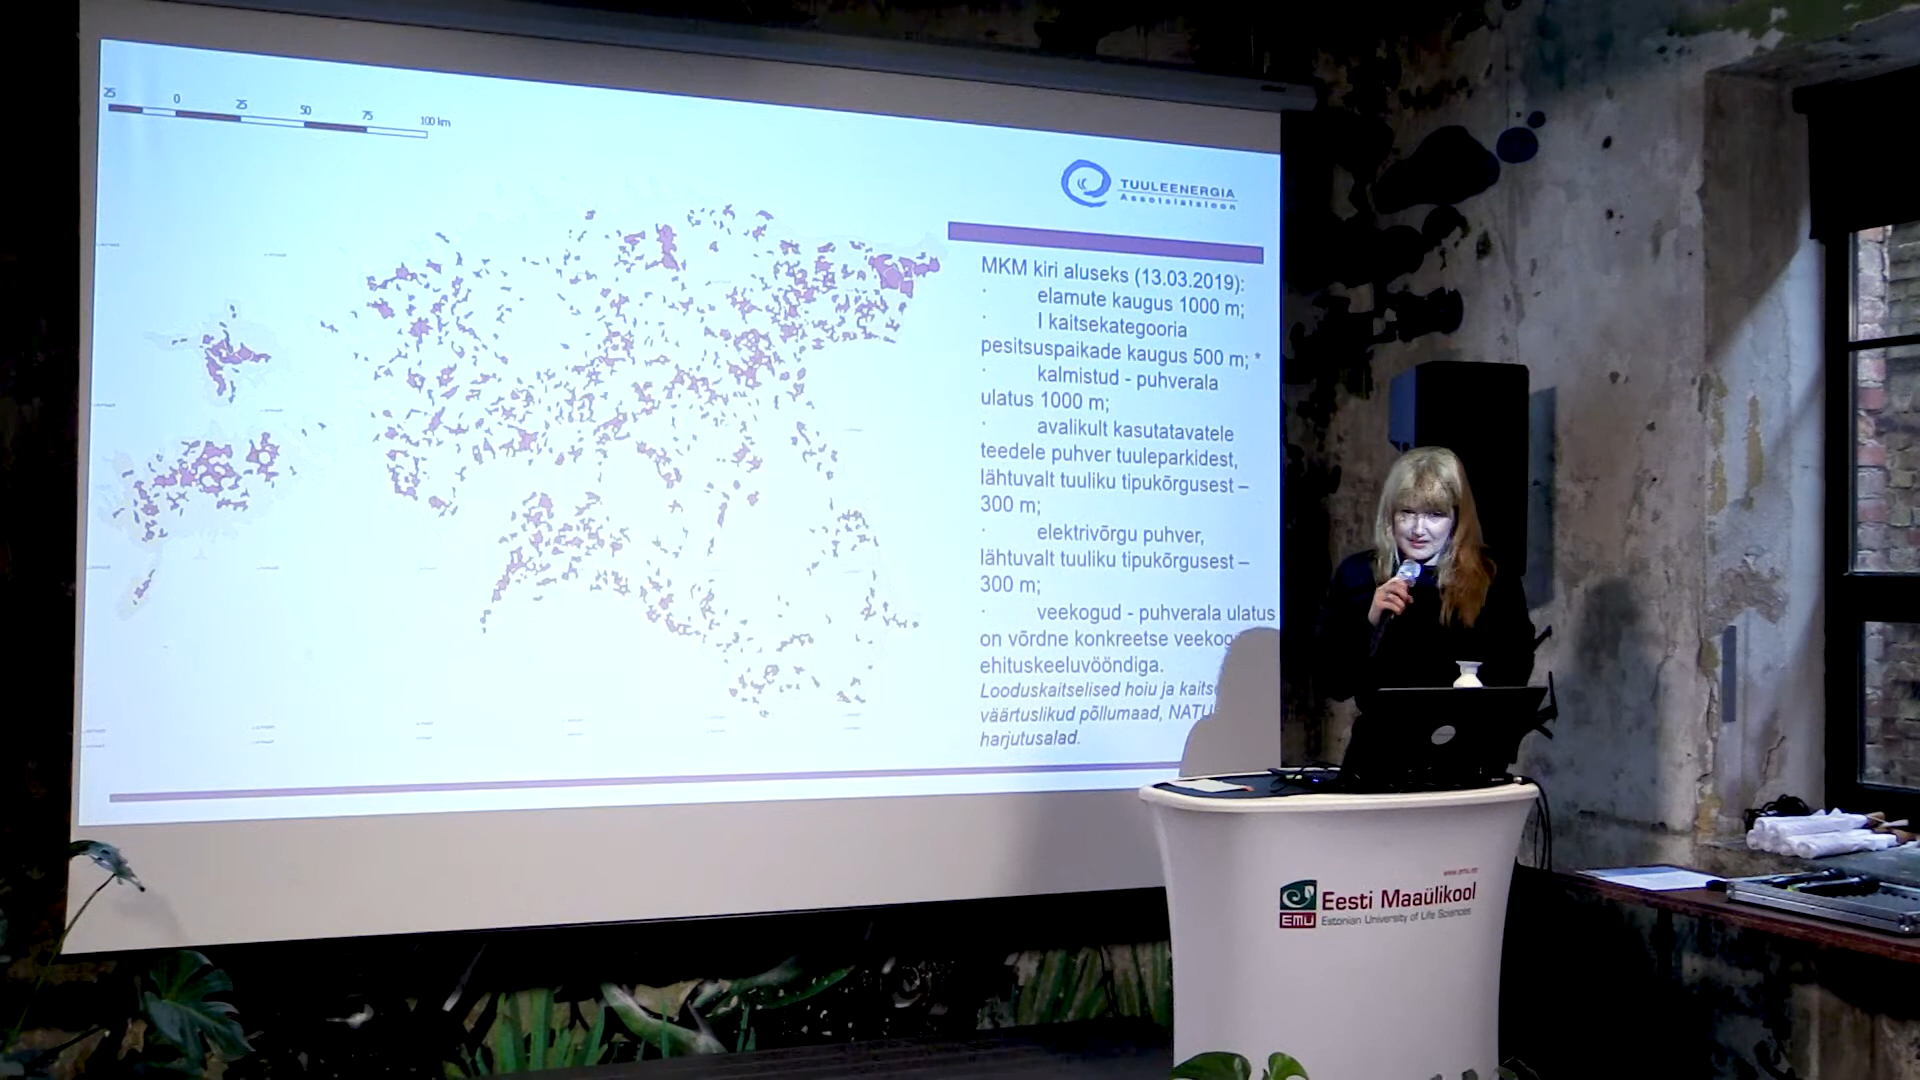 25 0 25 50 75 100 km
TUULEENERGIA
Assotsiatsioon
MKM kiri aluseks (13.03.2019):
· elamute kaugus 1000 m;
· I kaitsekategooria
pesitsuspaikade kaugus 500 m; *
· kalmistud - puhverala
ulatus 1000 m;
· avalikult kasutatavatele
teedele puhver tuuleparkidest,
lähtuvalt tuuliku tipukõrgusest –
300 m;
· elektrivõrgu puhver,
lähtuvalt tuuliku tipukõrgusest –
300 m;
· veekogud - puhverala ulatus
on võrdne konkreetse
ehituskeeluvööndiga.
Looduskaitselised hoiu ja
väärtuslikud põllumaad,
harjutusalad.
www.emu.ee
EMU
Eesti Maaülikool
Estonian University of Life Sciences